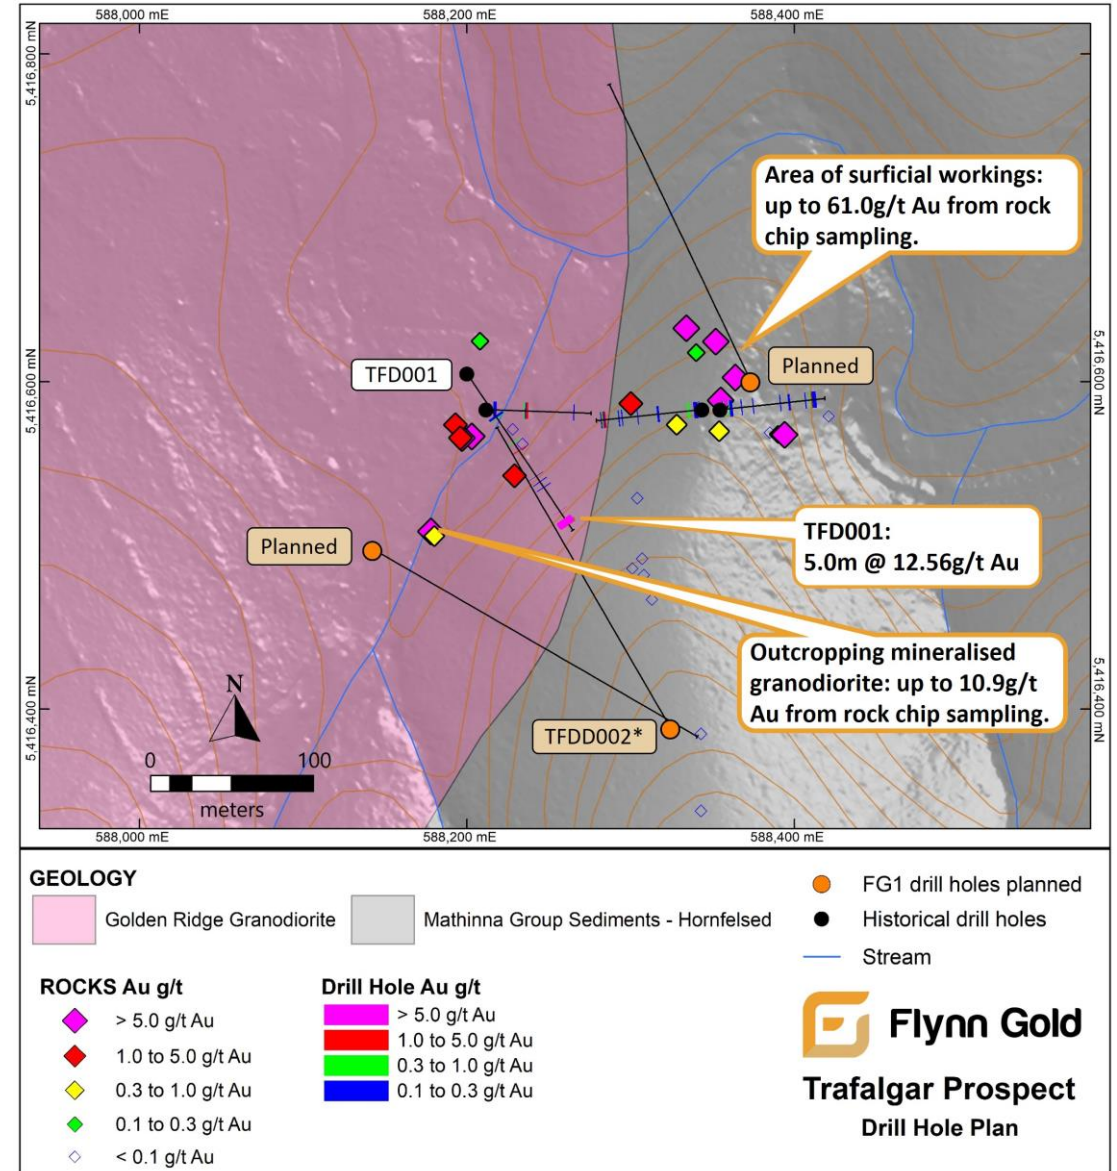 588,000 mE
588,200 mE
588,400 mE
5,416,800 mN
5,416,800 mN
Area of surficial workings:
up to 61.0g/t Au from rock
chip sampling.
TFD001
Planned
5,416,600 mN
5,416,600 mN
Planned
TFD001:
5.0m @ 12.56g/t Au
Outcropping mineralised
granodiorite: up to 10.9g/t
Au from rock chip sampling.
N
0 100
meters
TFDD002*
5,416,400 mN
5,416,400 mN
588,000 mE
588,200 mE
588,400 mE
GEOLOGY
Golden Ridge Granodiorite
Mathinna Group Sediments - Hornfelsed
FG1 drill holes planned
Historical drill holes
Stream
ROCKS Au g/t
> 5.0 g/t Au
1.0 to 5.0 g/t Au
0.3 to 1.0 g/t Au
0.1 to 0.3 g/t Au
< 0.1 g/t Au
Drill Hole Au g/t
> 5.0 g/t Au
1.0 to 5.0 g/t Au
0.3 to 1.0 g/t Au
0.1 to 0.3 g/t Au
Flynn Gold
Trafalgar Prospect
Drill Hole Plan